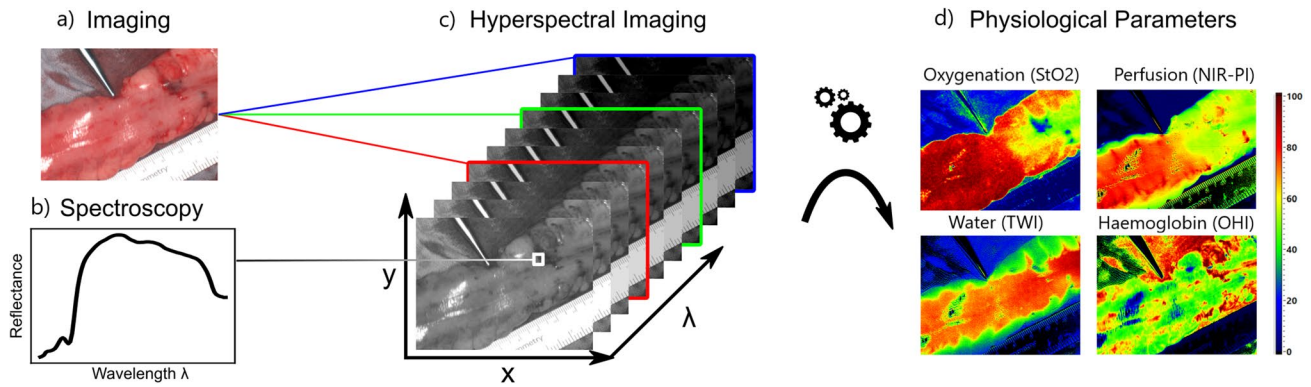 a) Imaging
b) Spectroscopy
Reflectance
Wavelength λ
c) Hyperspectral Imaging
y
x
λ
mmetry
d) Physiological Parameters
Oxygenation (StO2)
Perfusion (NIR-PI)
Water (TWI)
Haemoglobin (OHI)
100
80
60
40
20
0